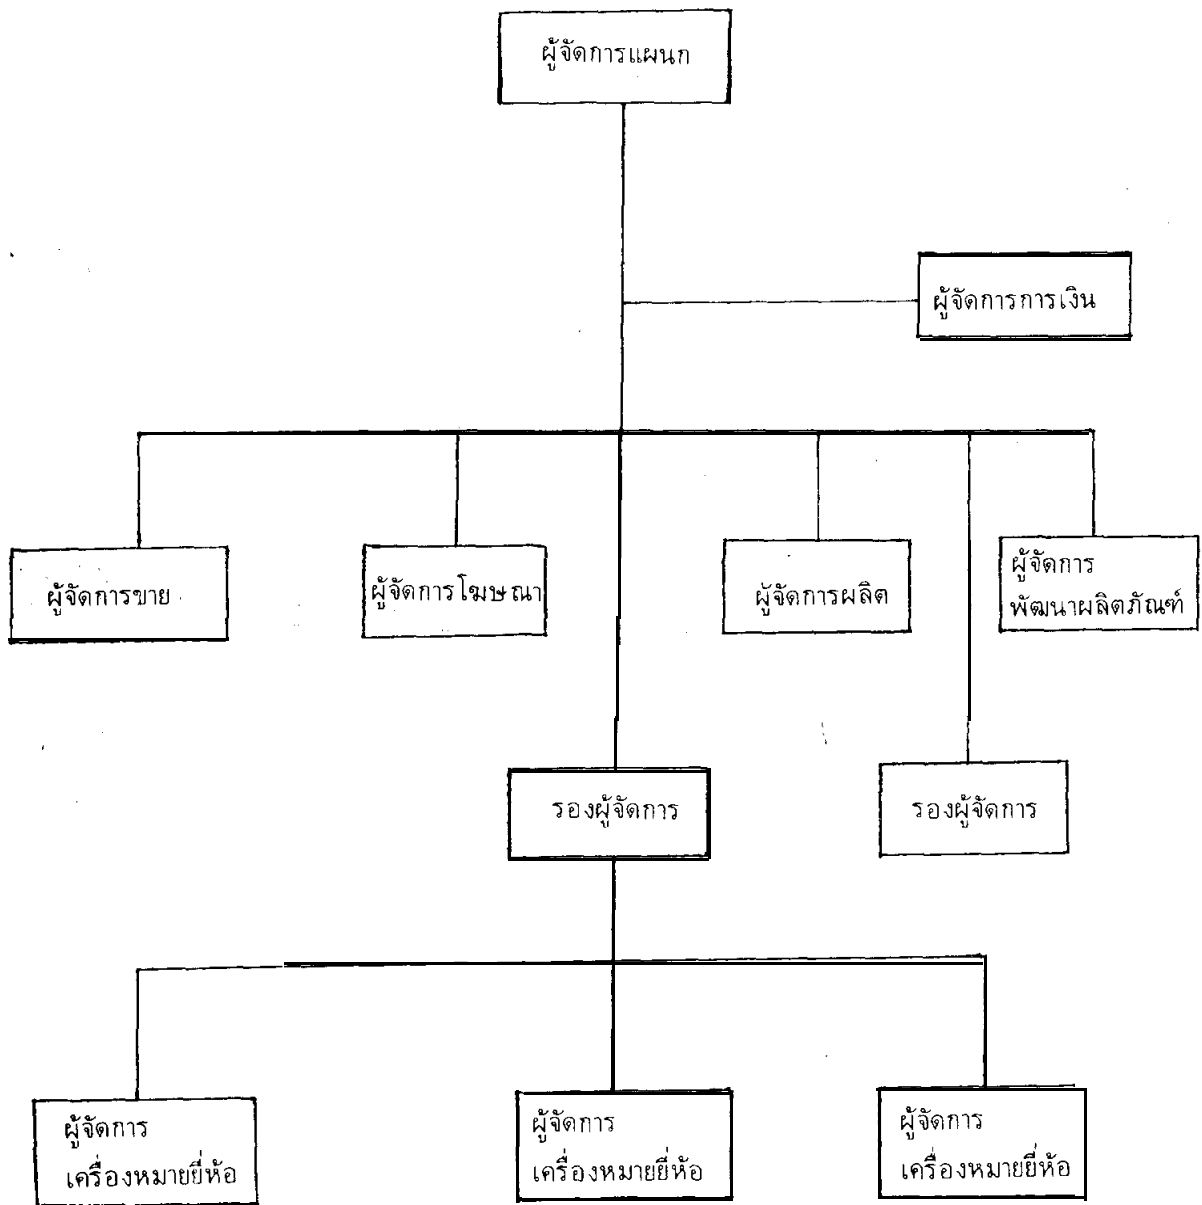 ผู้จัดการแผนก
ผู้จัดการการเงิน
ผู้จัดการขาย
ผู้จัดการโฆษณา
ผู้จัดการผลิต
ผู้จัดการ
พัฒนาผลิตภัณฑ์
รองผู้จัดการ
รองผู้จัดการ
ผู้จัดการ
เครื่องหมายยี่ห้อ
ผู้จัดการ
เครื่องหมายยี่ห้อ
ผู้จัดการ
เครื่องหมายยี่ห้อ